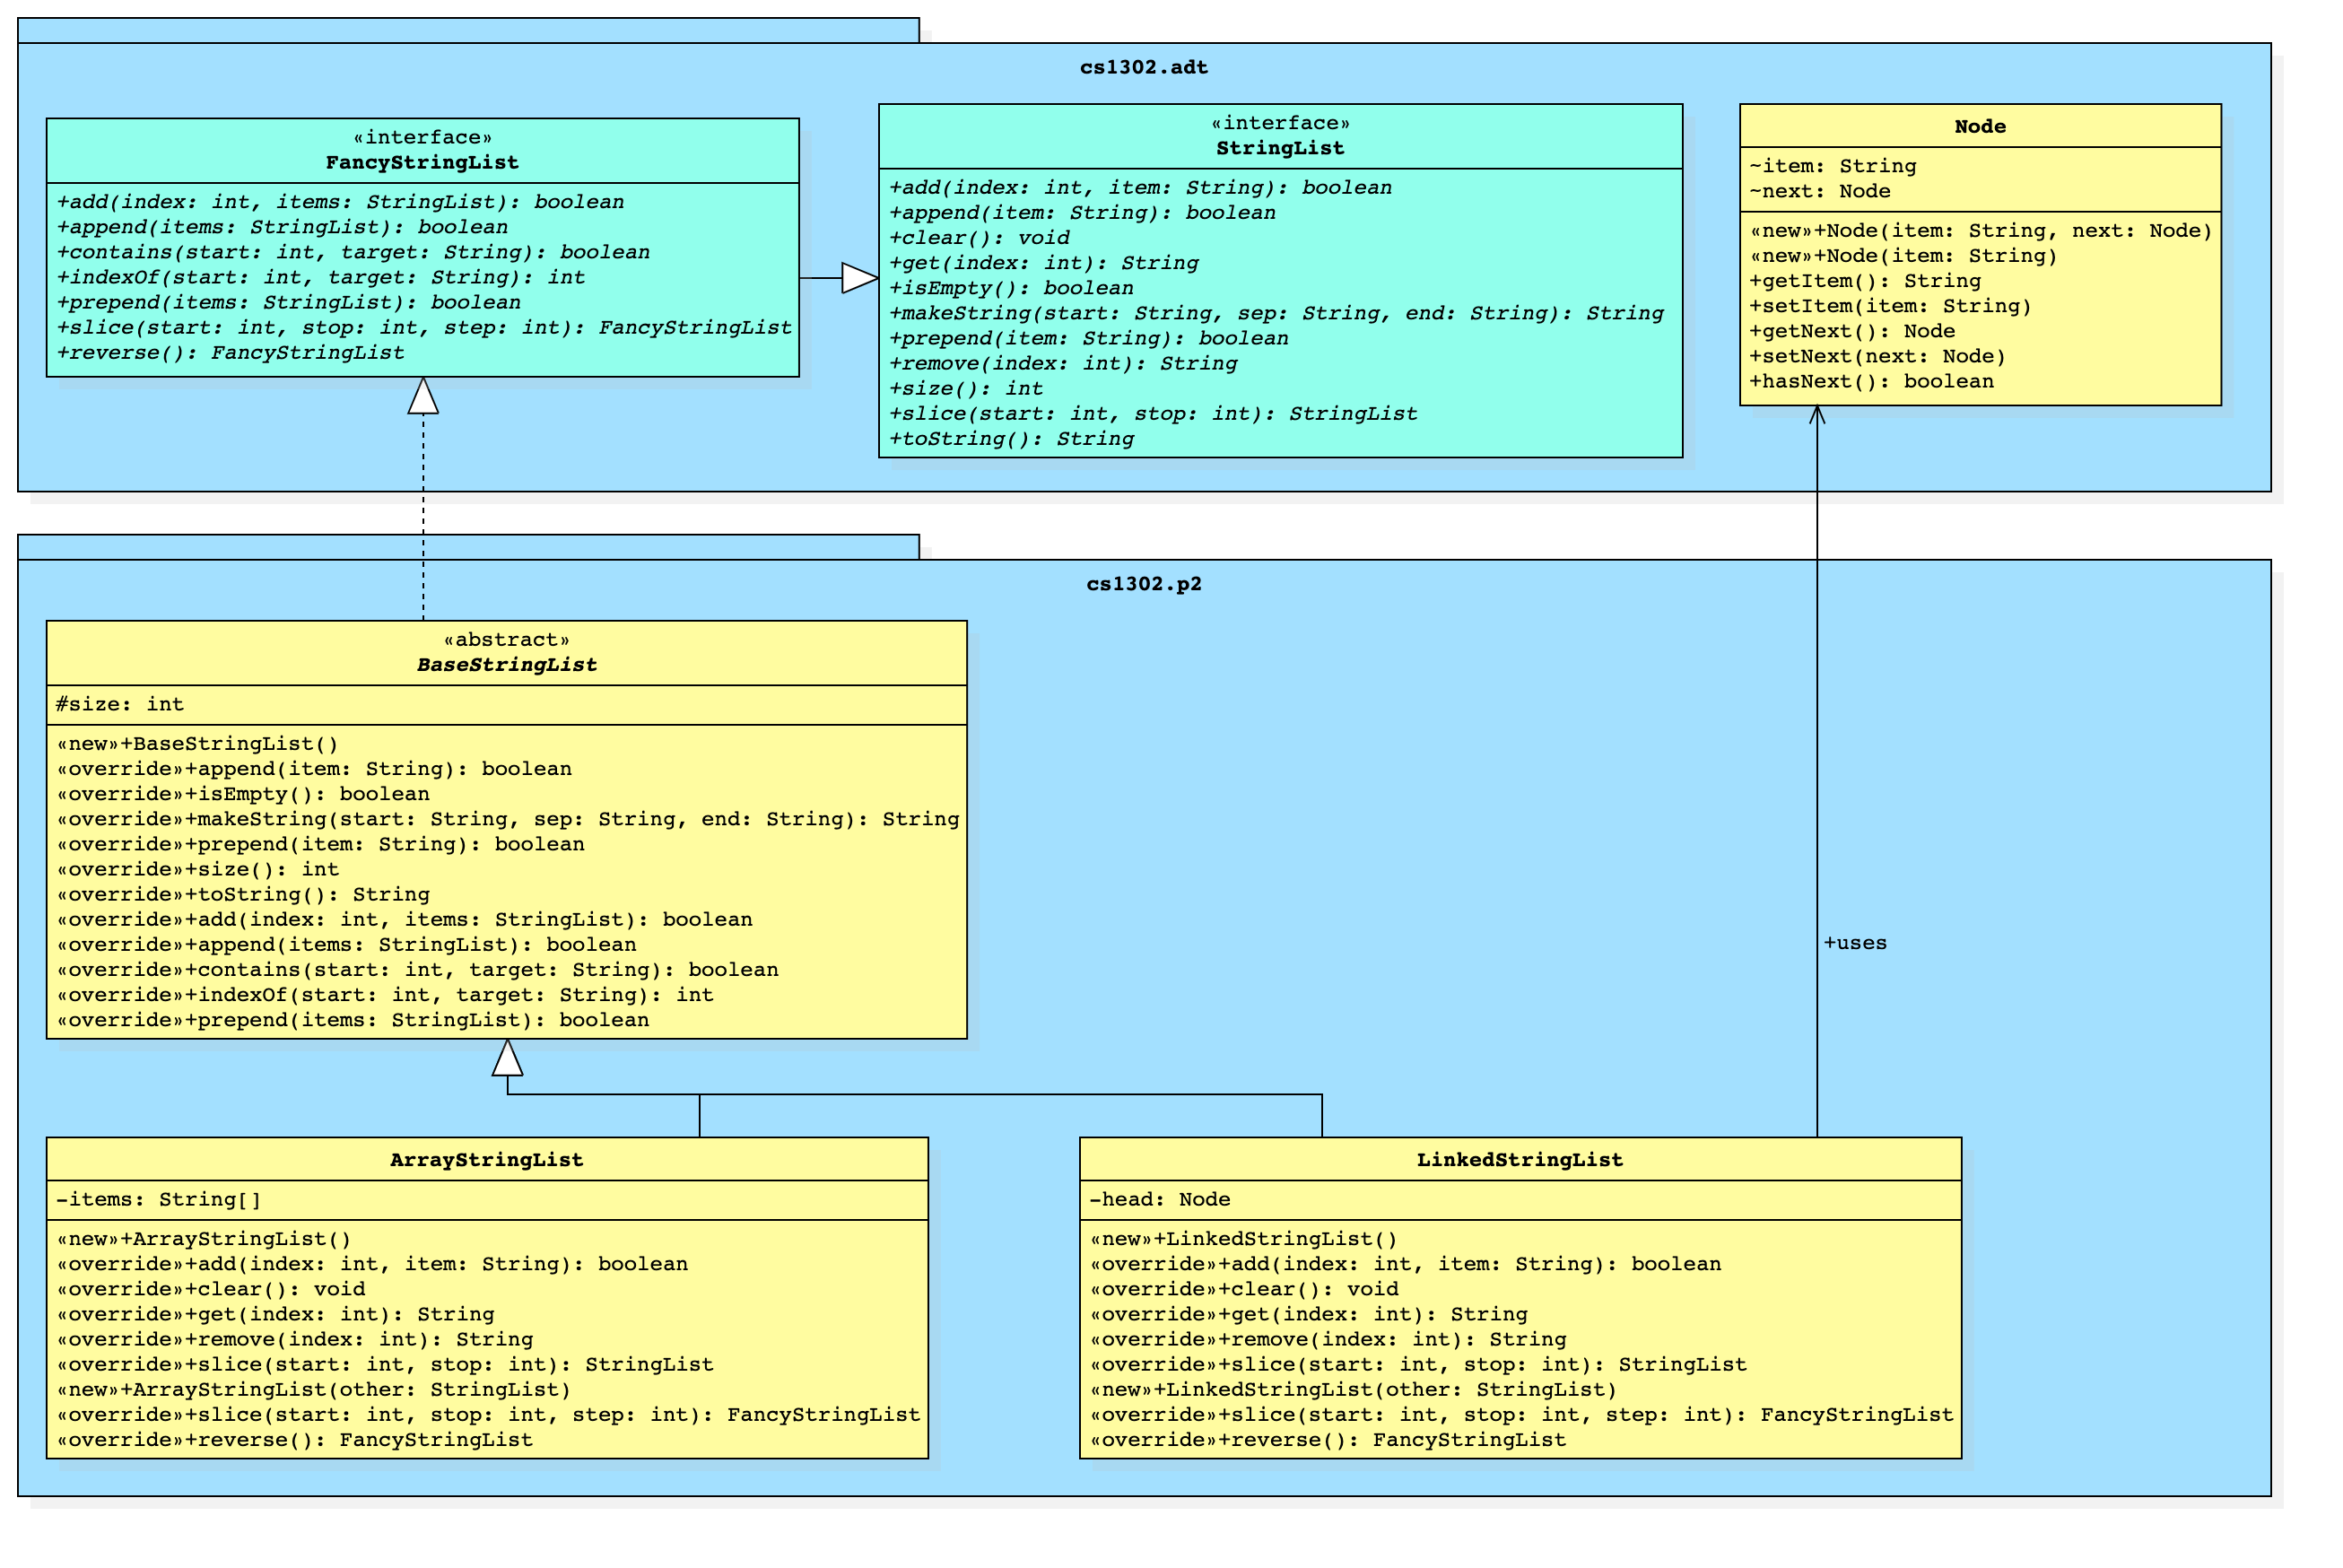 cs1302.adt
«interface»
FancyStringList
+add(index: int, items: StringList): boolean
+append(items: StringList): boolean
+contains(start: int, target: String): boolean
+indexOf(start: int, target: String): int
+prepend(items: StringList): boolean
+slice(start: int, stop: int, step: int): FancyStringList
+reverse(): FancyStringList
«interface»
StringList
+add(index: int, item: String): boolean
+append(item: String): boolean
+clear(): void
+get(index: int): String
+isEmpty(): boolean
+makeString(start: String, sep: String, end: String): String
+prepend(item: String): boolean
+remove(index: int): String
+size(): int
+slice(start: int, stop: int): StringList
+toString(): String
Node
~item: String
~next: Node
«new»+Node(item: String, next: Node)
«new»+Node(item: String)
+getItem(): String
+setItem(item: String)
+getNext(): Node
+setNext(next: Node)
+hasNext(): boolean
cs1302.p2
«abstract»
BaseStringList
#size: int
«new»+BaseStringList()
«override»+append(item: String): boolean
«override»+isEmpty(): boolean
«override»+makeString(start: String, sep: String, end: String): String
«override»+prepend(item: String): boolean
«override»+size(): int
«override»+toString(): String
«override»+add(index: int, items: StringList): boolean
«override»+append(items: StringList): boolean
«override»+contains(start: int, target: String): boolean
«override»+indexOf(start: int, target: String): int
«override»+prepend(items: StringList): boolean
+uses
ArrayStringList
-items: String[]
«new»+ArrayStringList()
«override»+add(index: int, item: String): boolean
«override»+clear(): void
«override»+get(index: int): String
«override»+remove(index: int): String
«override»+slice(start: int, stop: int): StringList
«new»+ArrayStringList(other: StringList)
«override»+slice(start: int, stop: int, step: int): FancyStringList
«override»+reverse(): FancyStringList
LinkedStringList
-head: Node
«new»+LinkedStringList()
«override»+add(index: int, item: String): boolean
«override»+clear(): void
«override»+get(index: int): String
«override»+remove(index: int): String
«override»+slice(start: int, stop: int): StringList
«new»+LinkedStringList(other: StringList)
«override»+slice(start: int, stop: int, step: int): FancyStringList
«override»+reverse(): FancyStringList